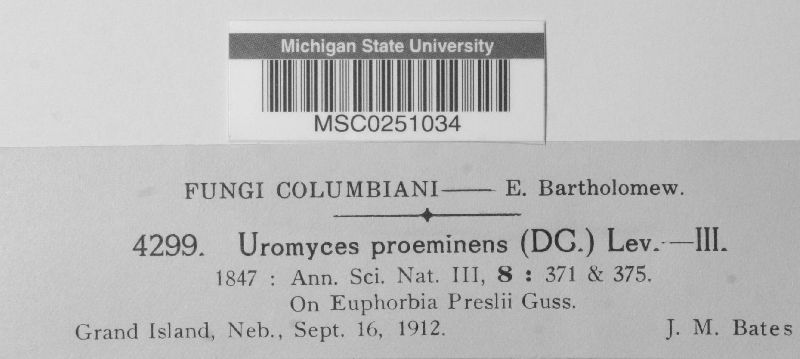 Michigan State University
MSC0251034
FUNGI COLUMBIANI—— E. Bartholomew.
4299. Uromyces proeminens (DC.) Lev.—III.
1847 : Ann. Sci. Nat. III, 8 : 371 & 375.
On Euphorbia Preslii Guss.
Grand Island, Neb., Sept. 16, 1912. J. M. Bates